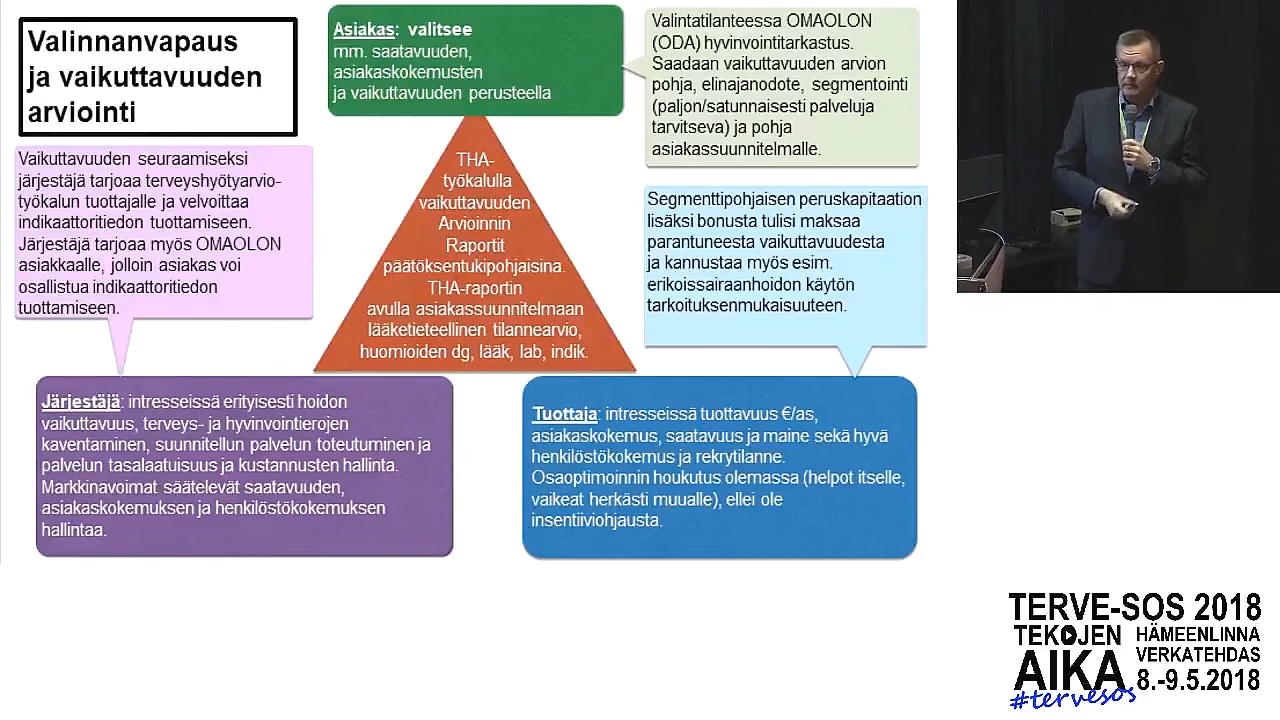 Valinnanvapaus
ja vaikuttavuuden
arviointi
Asiakas: valitsee
mm. saatavuuden,
asiakaskokemusten
ja vaikuttavuuden perusteella
Valintatilanteessa OMAOLON
(ODA) hyvinvointitarkastus.
Saadaan vaikuttavuuden arvion
pohja, elinajanodote, segmentointi
(paljon/satunnaisesti palveluja
tarvitseva) ja pohja
asiakassuunnitelmalle.
Vaikuttavuuden seuraamiseksi
järjestäjä tarjoaa terveyshyötyarvio-
työkalun tuottajalle ja velvoittaa
indikaattoritiedon tuottamiseen.
Järjestäjä tarjoaa myös OMAOLON
asiakkaalle, jolloin asiakas voi
osallistua indikaattoritiedon
tuottamiseen.
THA-
työkalulla
vaikuttavuuden
Arvioinnin
Raportit
päätöksentukipohjaisina.
THA-raportin
avulla asiakassuunnitelmaan
lääketieteellinen tilannearvio,
huomioiden dg, lääk, lab, indik.
Segmenttipohjaisen peruskapitaation
lisäksi bonusta tulisi maksaa
parantuneesta vaikuttavuudesta
ja kannustaa myös esim.
erikoissairaanhoidon käytön
tarkoituksenmukaisuuteen.
Järjestäjä: intresseissä erityisesti hoidon
vaikuttavuus, terveys- ja hyvinvointierojen
kaventaminen, suunnitellun palvelun toteutuminen ja
palvelun tasalaatuisuus ja kustannusten hallinta.
Markkinavoimat säätelevät saatavuuden,
asiakaskokemuksen ja henkilöstökokemuksen
hallintaa.
Tuottaja: intresseissä tuottavuus €/as,
asiakaskokemus, saatavuus ja maine sekä hyvä
henkilöstökokemus ja rekrytilanne.
Osaoptimoinnin houkutus olemassa (helpot itselle,
vaikeat herkästi muualle), ellei ole
insentiiviohjausta.
TERVE-SOS 2018
TEKOJEN
AIKA
HÄMEENLINNA
VERKATEHDAS
8.-9.5.2018
#tervesos